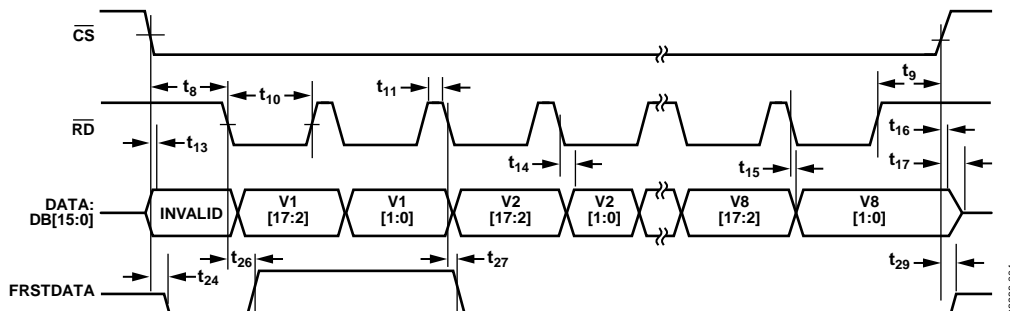 CS
t8
t10
t11
t9
RD
t13
t14
t15
t16
t17
DATA:
DB[15:0]
INVALID
V1
[17:2]
V1
[1:0]
V2
[17:2]
V2
[1:0]
V8
[17:2]
V8
[1:0]
t24
t26
t27
t29
FRSTDATA